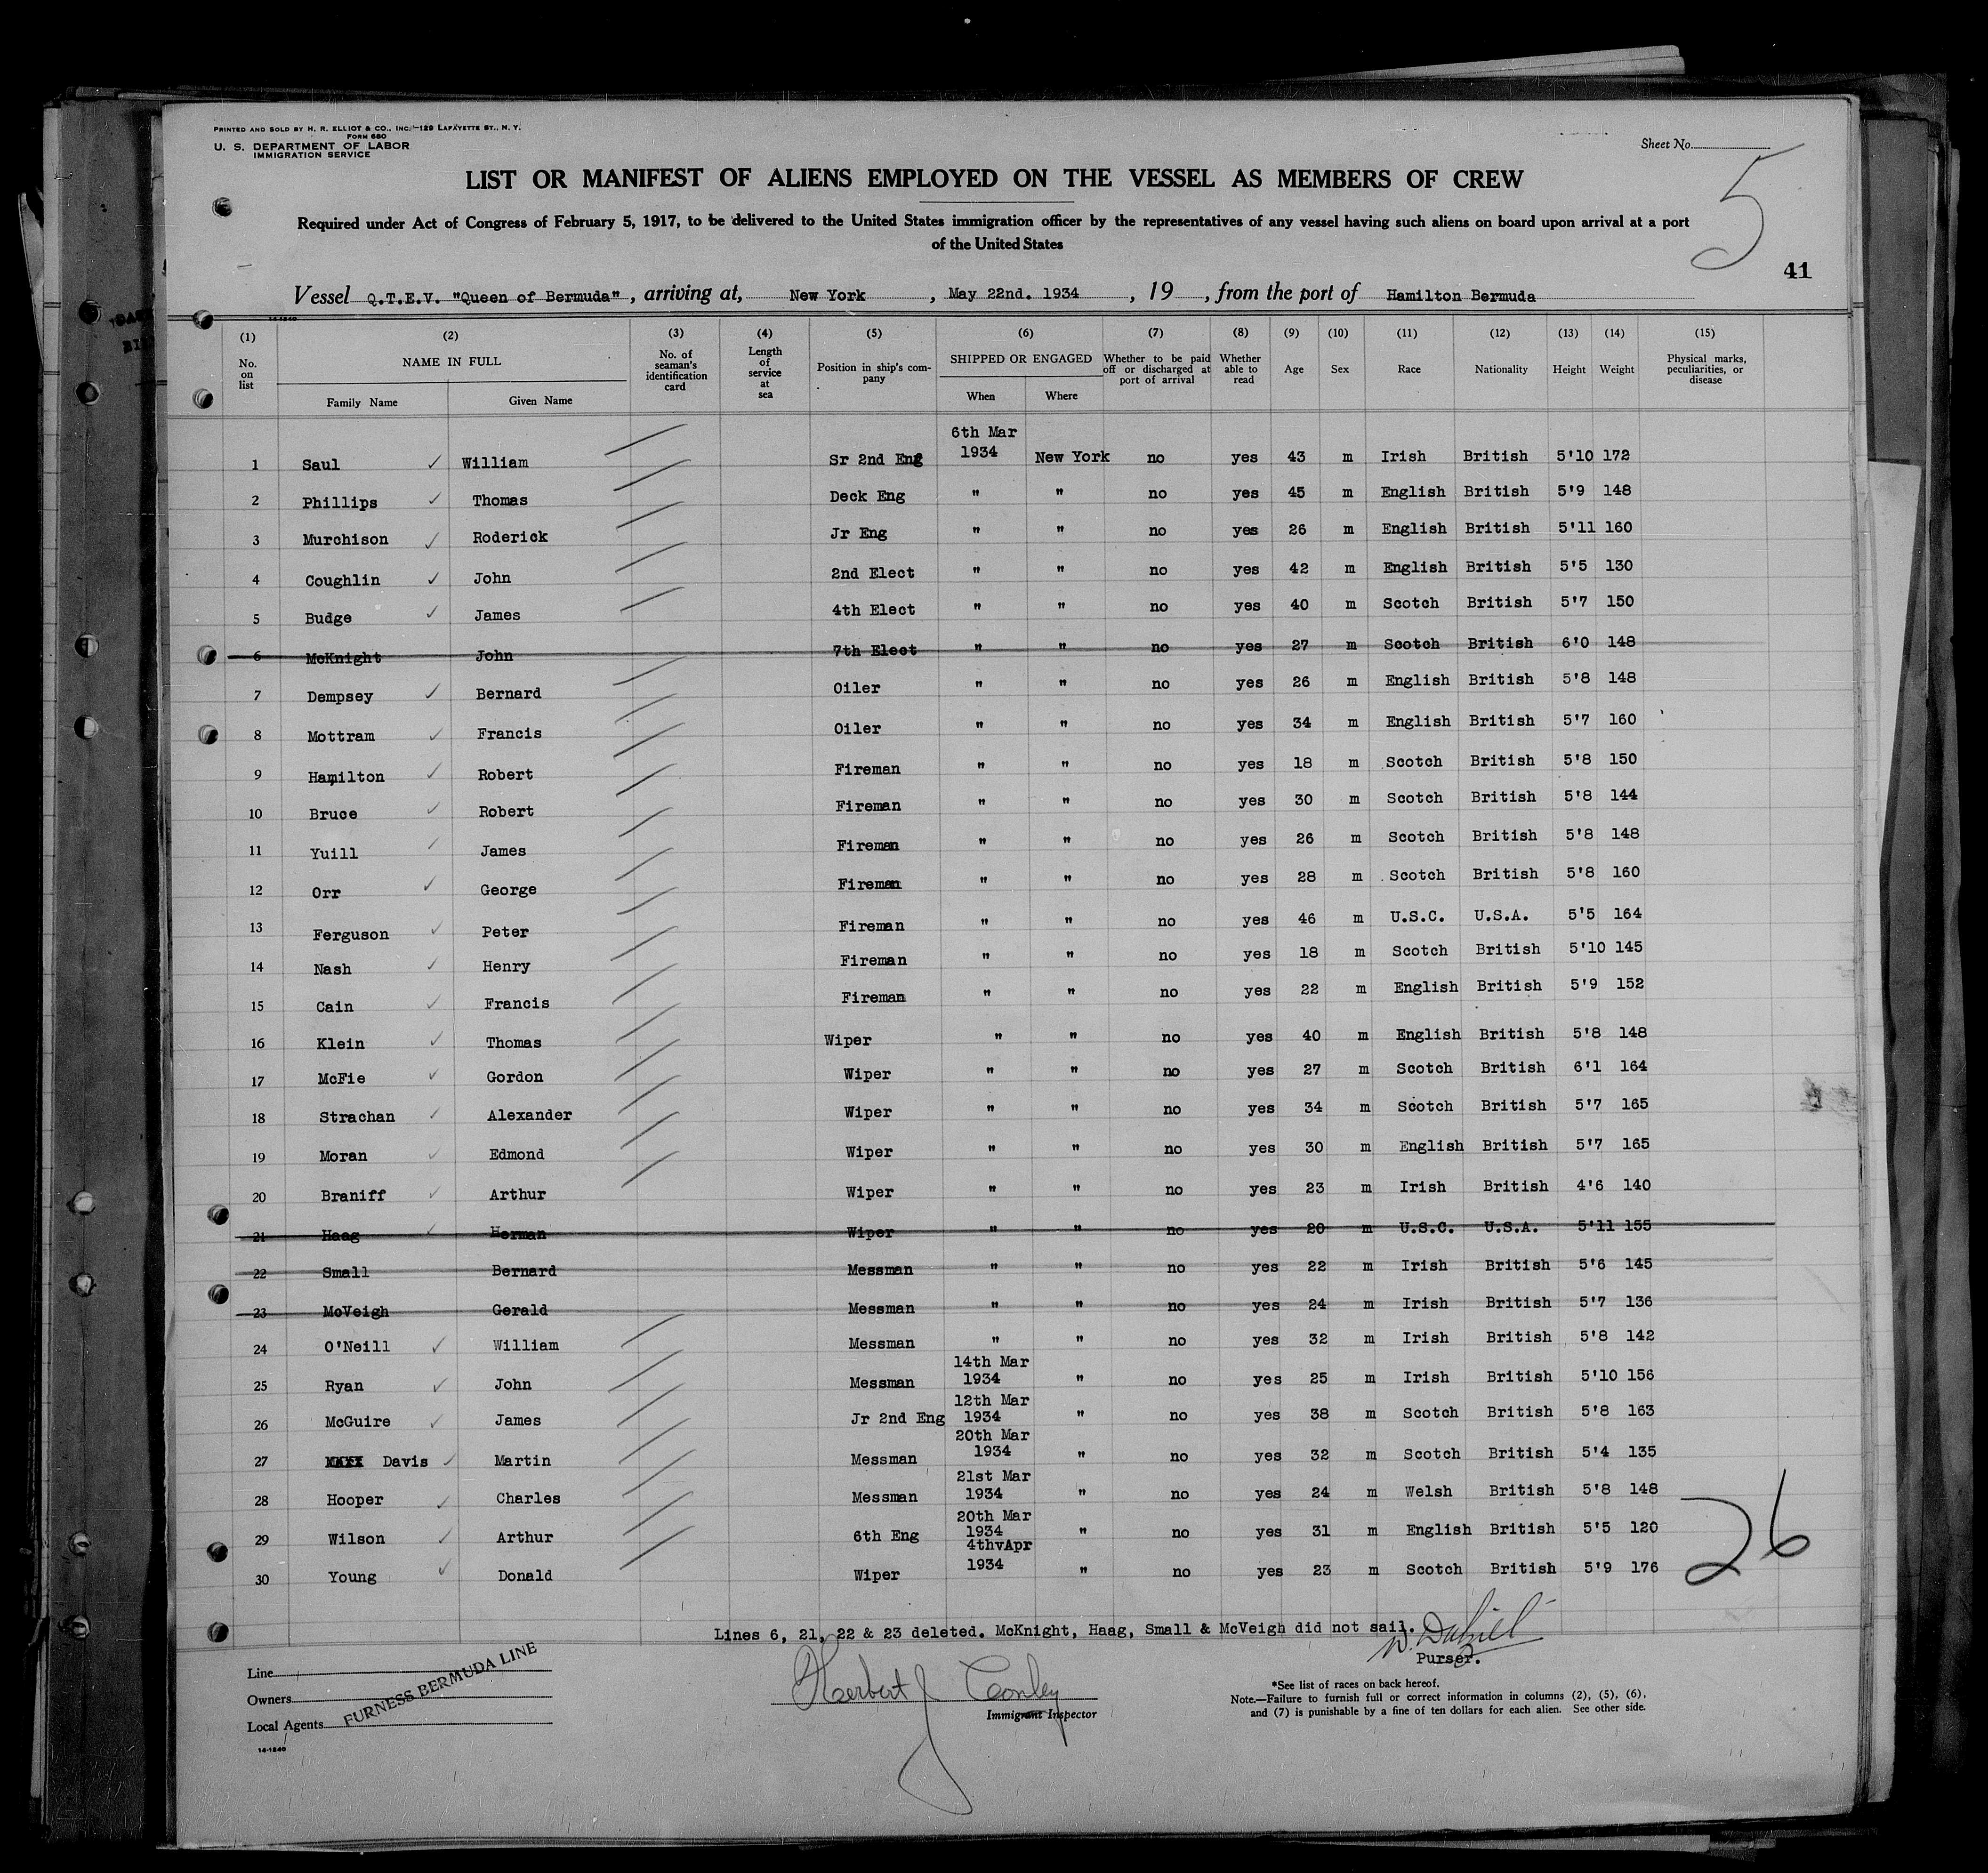 PRINTED AND SOLD BY H. R. ELLIOT & CO., INC.—129 LAFAYETTE ST., N. Y.
FORM 680
U. S. DEPARTMENT OF LABOR
IMMIGRATION SERVICE
Sheet No.
5
LIST OR MANIFEST OF ALIENS EMPLOYED ON THE VESSEL AS MEMBERS OF CREW
Required under Act of Congress of February 5, 1917, to be delivered to the United States immigration officer by the representatives of any vessel having such aliens on board upon arrival at a port
of the United States
41
Vessel Q.T.E.V. "Queen of Bermuda", arriving at, New York, May 22nd. 1934, 19 , from the port of Hamilton Bermuda
14-1240
(1) (2) (3) (4) (5) (6) (7) (8) (9) (10) (11) (12) (13) (14) (15)
No. on list NAME IN FULL Family Name Given Name No. of seaman's identification card Length of service at sea Position in ship's company SHIPPED OR ENGAGED When Where Whether to be paid off or discharged at port of arrival Whether able to read Age Sex Race Nationality Height Weight Physical marks, peculiarities, or disease
6th Mar
1 Saul William Sr 2nd Eng 1934 New York no yes 43 m Irish British 5'10 172
2 Phillips Thomas Deck Eng " " no yes 45 m English British 5'9 148
3 Murchison Roderick Jr Eng " " no yes 26 m English British 5'11 160
4 Coughlin John 2nd Elect " " no yes 42 m English British 5'5 130
5 Budge James 4th Elect " " no yes 40 m Scotch British 5'7 150
6 McKnight John 7th Elect " " no yes 27 m Scotch British 6'0 148
7 Dempsey Bernard Oiler " " no yes 26 m English British 5'8 148
8 Mottram Francis Oiler " " no yes 34 m English British 5'7 160
9 Hamilton Robert Fireman " " no yes 18 m Scotch British 5'8 150
10 Bruce Robert Fireman " " no yes 30 m Scotch British 5'8 144
11 Yuill James Fireman " " no yes 26 m Scotch British 5'8 148
12 Orr George Fireman " " no yes 28 m Scotch British 5'8 160
13 Ferguson Peter Fireman " " no yes 46 m U.S.C. U.S.A. 5'5 164
14 Nash Henry Fireman " " no yes 18 m Scotch British 5'10 145
15 Cain Francis Fireman " " no yes 22 m English British 5'9 152
16 Klein Thomas Wiper " " no yes 40 m English British 5'8 148
17 McFie Gordon Wiper " " no yes 27 m Scotch British 6'1 164
18 Strachan Alexander Wiper " " no yes 34 m Scotch British 5'7 165
19 Moran Edmond Wiper " " no yes 30 m English British 5'7 165
20 Braniff Arthur Wiper " " no yes 23 m Irish British 4'6 140
21 Haag Herman Wiper " " no yes 20 m U.S.C. U.S.A. 5'11 155
22 Small Bernard Messman " " no yes 22 m Irish British 5'6 145
23 McVeigh Gerald Messman " " no yes 24 m Irish British 5'7 136
24 O'Neill William Messman " " no yes 32 m Irish British 5'8 142
14th Mar
25 Ryan John Messman 1934 " no yes 25 m Irish British 5'10 156
12th Mar
26 McGuire James Jr 2nd Eng 1934 " no yes 38 m Scotch British 5'8 163
20th Mar
27 Davis Martin Messman 1934 " no yes 32 m Scotch British 5'4 135
21st Mar
28 Hooper Charles Messman 1934 " no yes 24 m Welsh British 5'8 148
20th Mar
29 Wilson Arthur 6th Eng 1934 " no yes 31 m English British 5'5 120
4thvApr
30 Young Donald Wiper 1934 " no yes 23 m Scotch British 5'9 176
26
Lines 6, 21, 22 & 23 deleted. McKnight, Haag, Small & McVeigh did not sail.
Purser.
Line
Owners
Local Agents
FURNESS BERMUDA LINE
Herbert J Conley
Immigrant Inspector
*See list of races on back hereof.
Note.—Failure to furnish full or correct information in columns (2), (5), (6),
and (7) is punishable by a fine of ten dollars for each alien. See other side.
14-1240